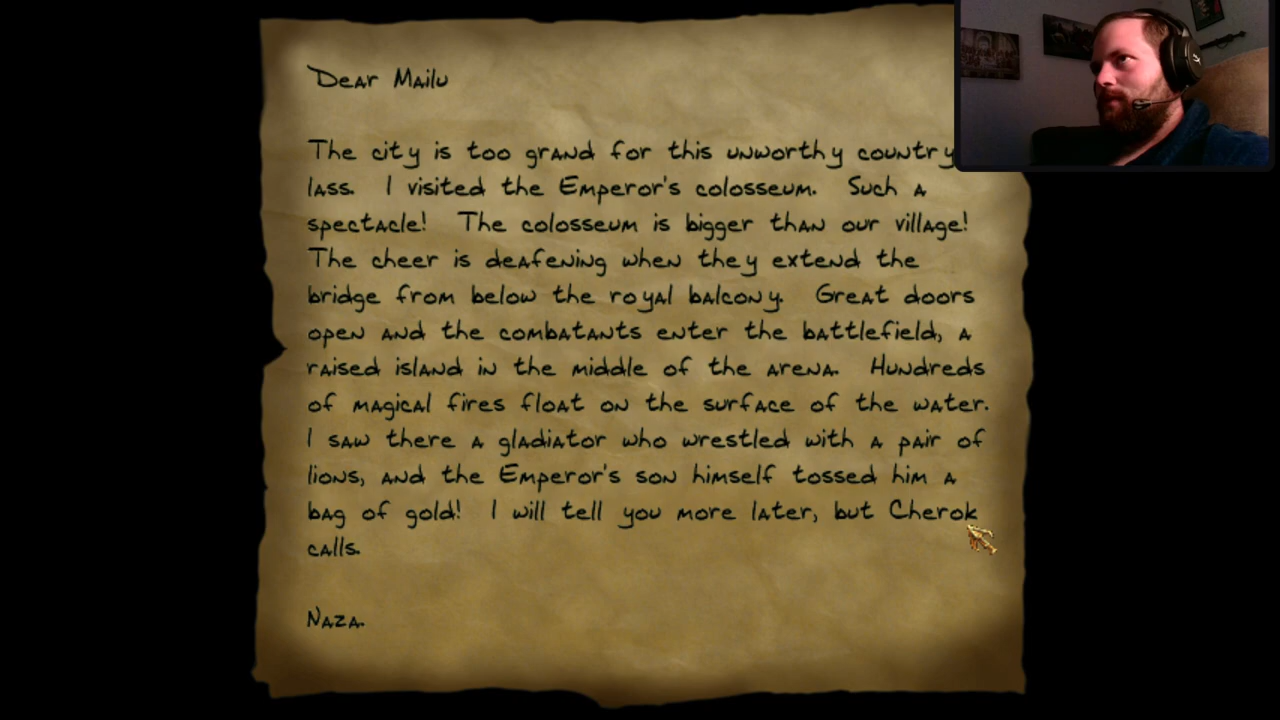 Dear Mailu
The city is too grand for this unworthy country
lass.  I visited the Emperor's colosseum.  Such a
spectacle!  The colosseum is bigger than our village!
The cheer is deafening when they extend the
bridge from below the royal balcony.  Great doors
open and the combatants enter the battlefield, a
raised island in the middle of the arena.  Hundreds
of magical fires float on the surface of the water.
I saw there a gladiator who wrestled with a pair of
lions, and the Emperor's son himself tossed him a
bag of gold!  I will tell you more later, but Cherok
calls.
Naza.